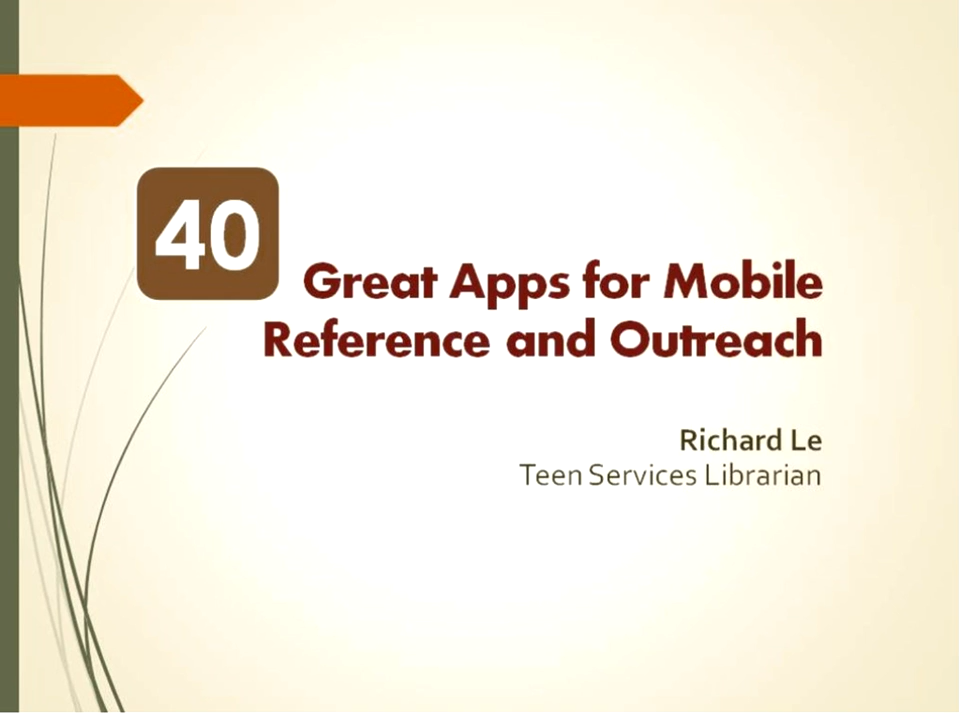 40
Great Apps for Mobile
Reference and Outreach
Richard Le
Teen Services Librarian